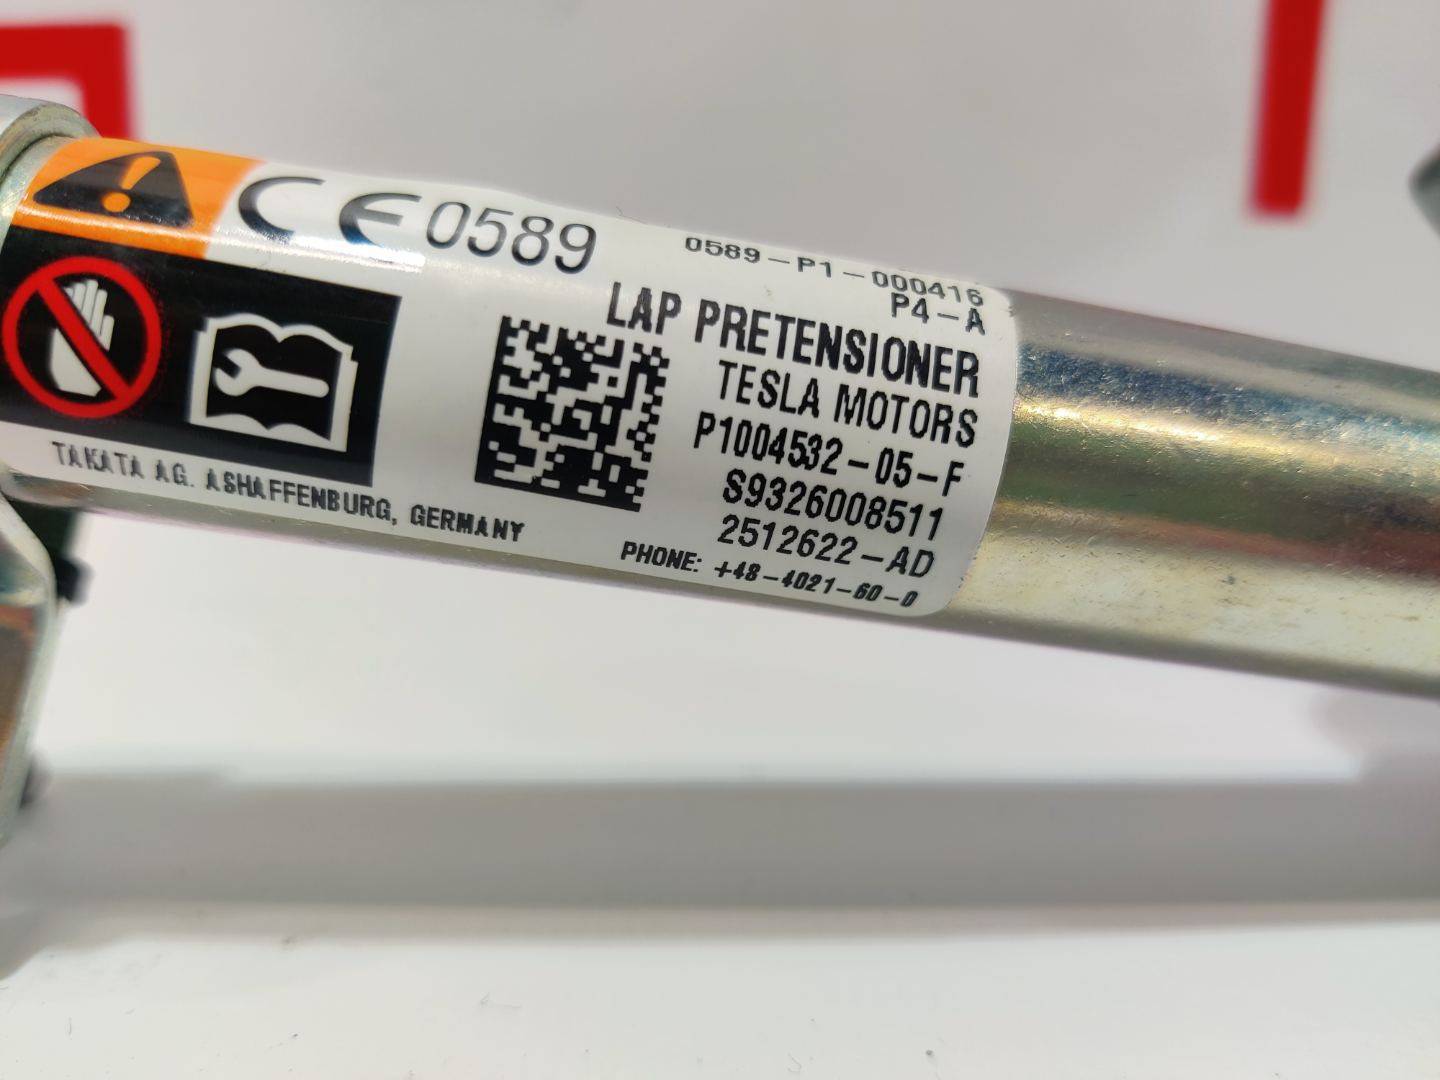 CE 0589
0589-P1-000416
P4-A
LAP PRETENSIONER
TESLA MOTORS
P1004532-05-F
S9326008511
2512622-AD
PHONE: +48-4021-60-0
TAKATA AG. ASHAFFENBURG, GERMANY